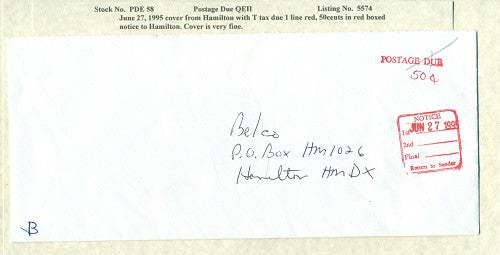 Stock No. PDE 58 Postage Due QEII Listing No. 5574
June 27, 1995 cover from Hamilton with T tax due 1 line red, 50cents in red boxed
notice to Hamilton. Cover is very fine.
POSTAGE DUE
50¢
NOTICE
1st JUN 27 1995
2nd
Final
Return to Sender
Belco
P.O. Box HM1026
Hamilton HMDX
B